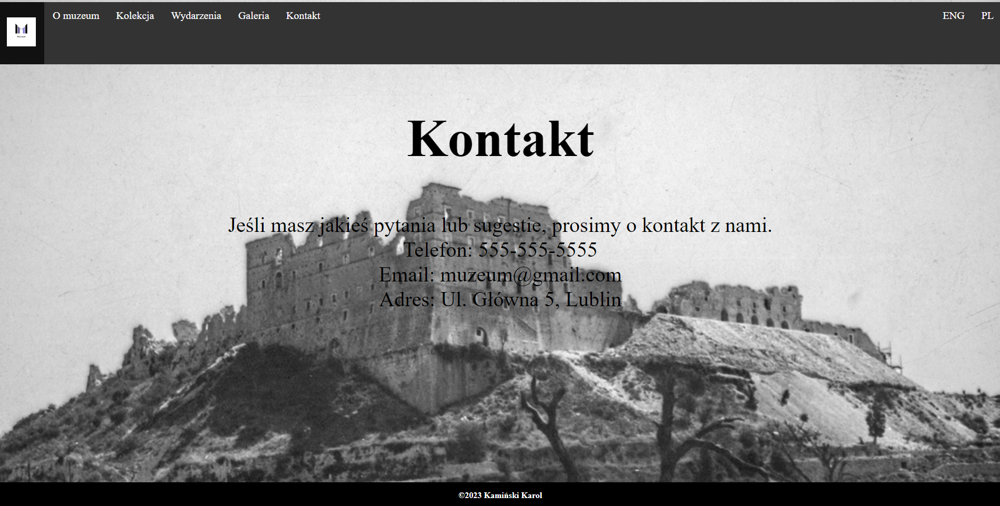 O muzeum Kolekcja Wydarzenia Galeria Kontakt ENG PL
Muzeum
Kontakt
Jeśli masz jakieś pytania lub sugestie, prosimy o kontakt z nami.
Telefon: 555-555-5555
Email: muzeum@gmail.com
Adres: Ul. Główna 5, Lublin
©2023 Kamiński Karol